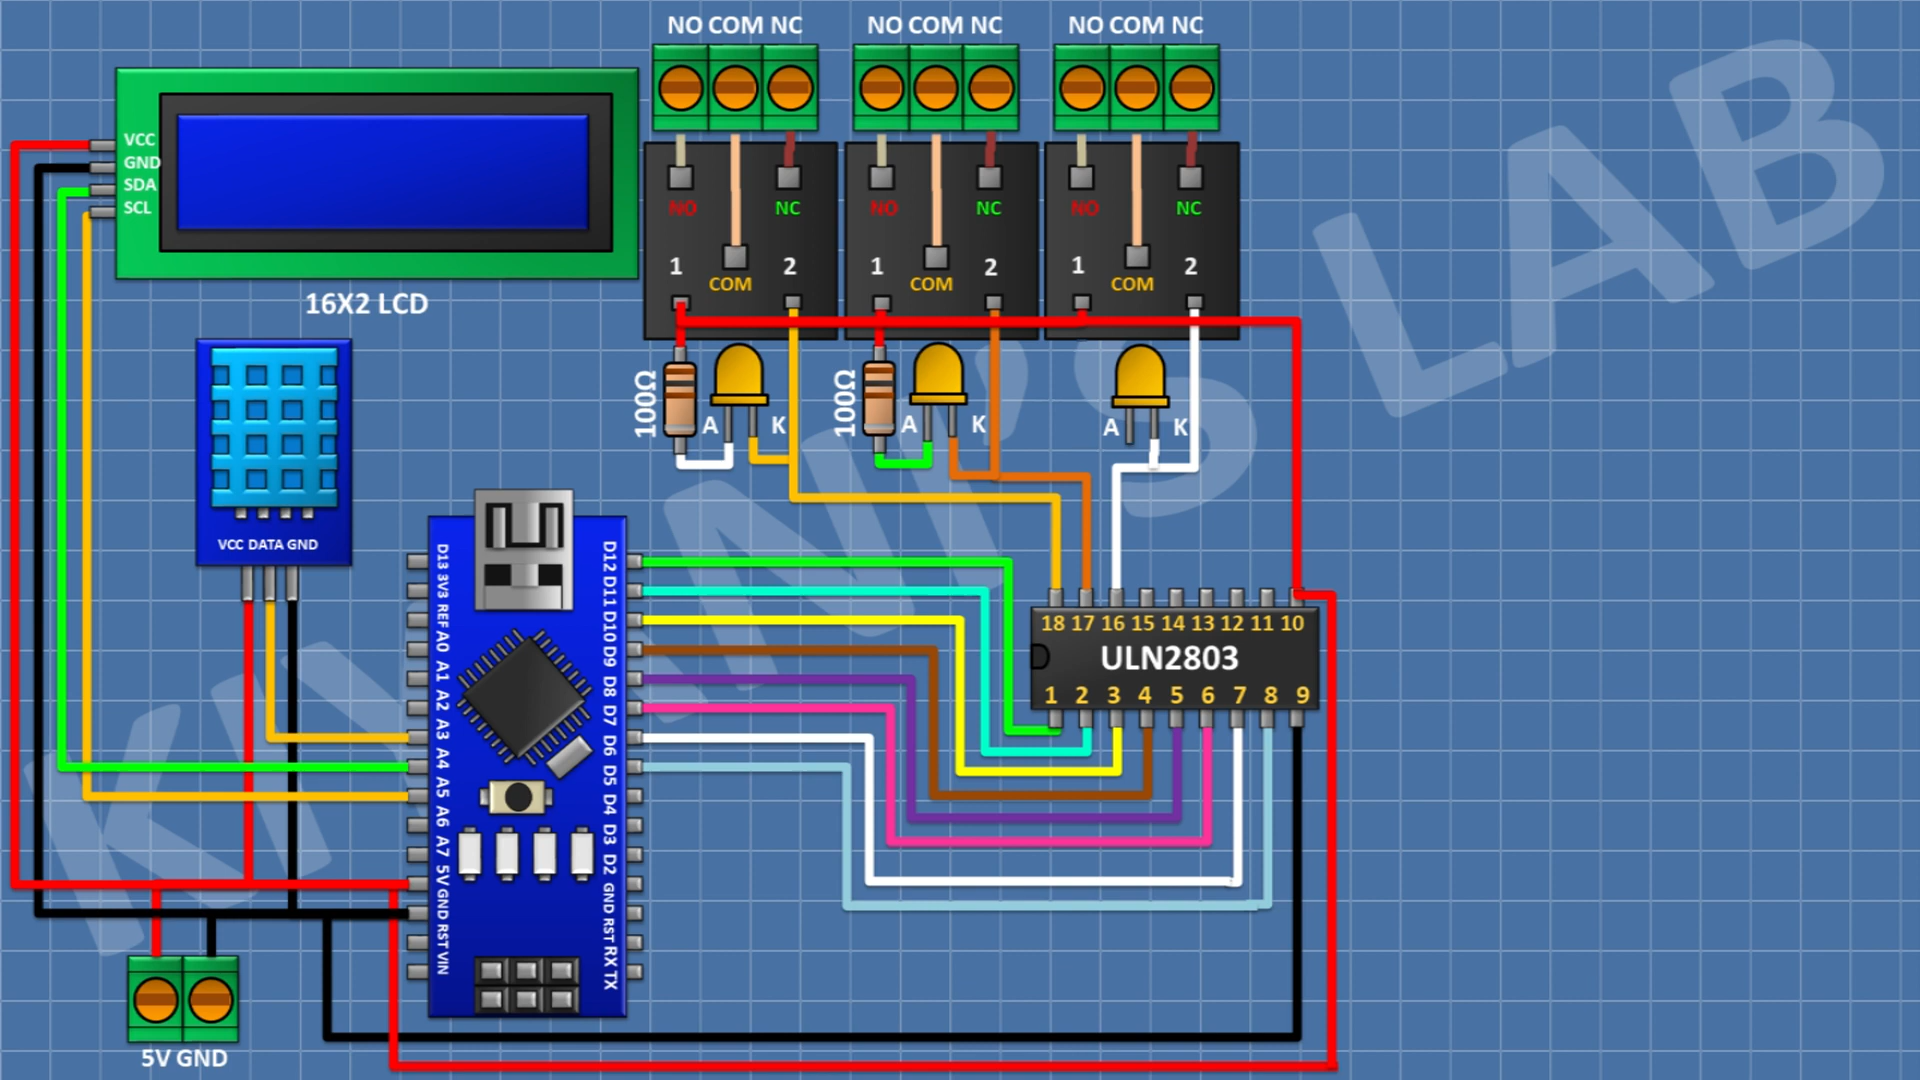 NO COM NC
NO COM NC
NO COM NC
VCC
GND
SDA
SCL
16X2 LCD
NO
NC
1
2
COM
NO
NC
1
2
COM
NO
NC
1
2
COM
100Ω
A
K
100Ω
A
K
A
K
VCC DATA GND
D13
3V3
REF
A0
A1
A2
A3
A4
A5
A6
A7
5V
GND
RST
VIN
D12
D11
D10
D9
D8
D7
D6
D5
D4
D3
D2
GND
RST
RX
TX
18 17 16 15 14 13 12 11 10
ULN2803
1 2 3 4 5 6 7 8 9
5V GND